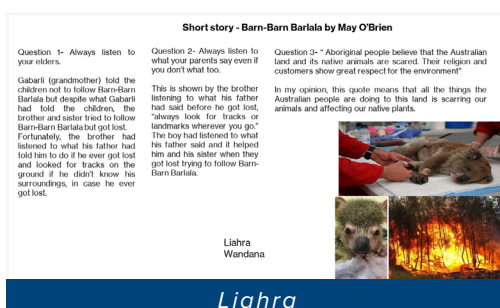 Short story - Barn-Barn Barlala by May O'Brien
Question 1- Always listen to
your elders.
Gabarli (grandmother) told the
children not to follow Barn-Barn
Barlala but despite what Gabarli
had told the children, the
brother and sister tried to follow
Barn-Barn Barlala but got lost.
Fortunately, the brother had
listened to what his father had
told him to do if he ever got lost
and looked for tracks on the
ground if he didn't know his
surroundings, in case he ever
got lost.
Question 2- Always listen to
what your parents say even if
you don't what too.
This is shown by the brother
listening to what his father
had said before he got lost,
"always look for tracks or
landmarks wherever you go."
The boy had listened to what
his father said and it helped
him and his sister when they
got lost trying to follow Barn-
Barn Barlala.
Question 3- " Aboriginal people believe that the Australian
land and its native animals are scared. Their religion and
customers show great respect for the environment"
In my opinion, this quote means that all the things the
Australian people are doing to this land is scarring our
animals and affecting our native plants.
Liahra
Wandana
Liahra